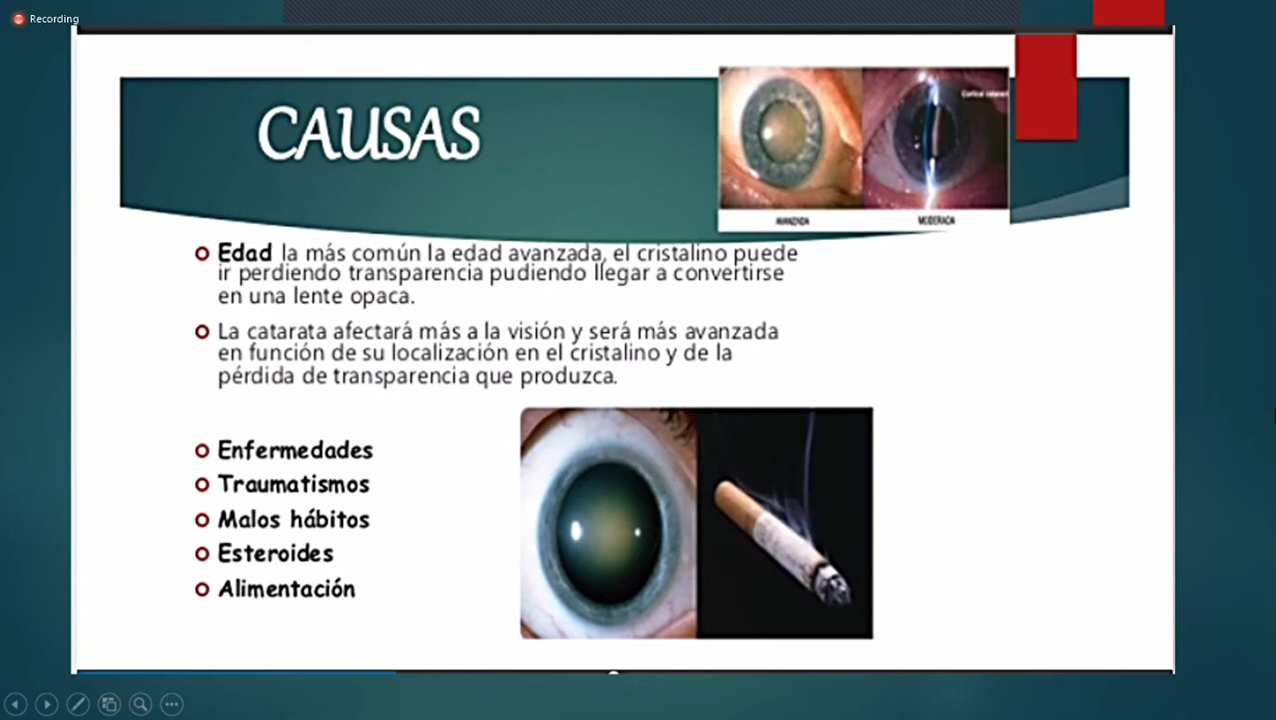 Recording
CAUSAS
Cortical cataract
AVANZADA
MODERADA
Edad la más común la edad avanzada, el cristalino puede
ir perdiendo transparencia pudiendo llegar a convertirse
en una lente opaca.
La catarata afectará más a la visión y será más avanzada
en función de su localización en el cristalino y de la
pérdida de transparencia que produzca.
Enfermedades
Traumatismos
Malos hábitos
Esteroides
Alimentación